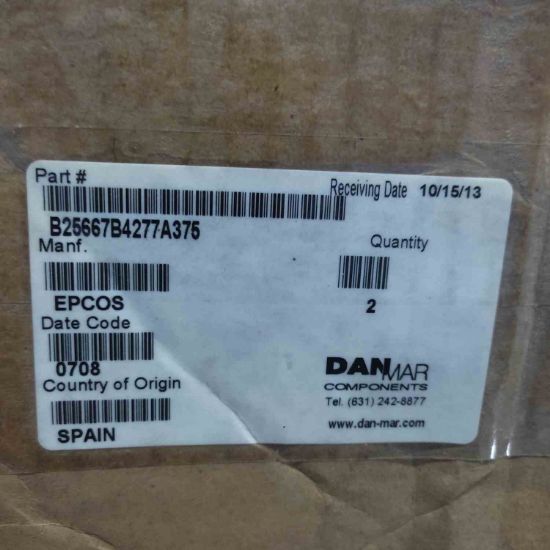 Part #
Receiving Date 10/15/13
B25667B4277A375
Manf.
Quantity
EPCOS
2
Date Code
0708
DANMAR
COMPONENTS
Country of Origin
Tel. (631) 242-8877
www.dan-mar.com
SPAIN